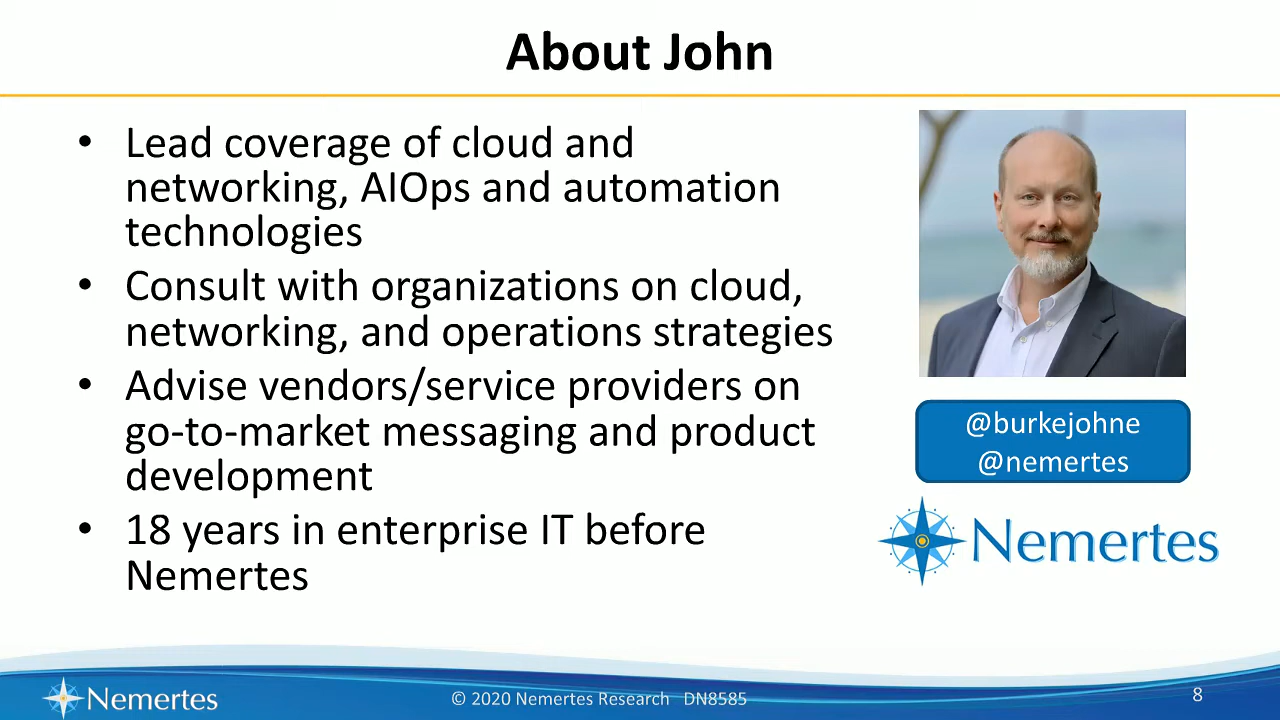 About John
• Lead coverage of cloud and
networking, AIOps and automation
technologies
• Consult with organizations on cloud,
networking, and operations strategies
• Advise vendors/service providers on
go-to-market messaging and product
development
• 18 years in enterprise IT before
Nemertes
@burkejohne
@nemertes
Nemertes
Nemertes
© 2020 Nemertes Research DN8585
8